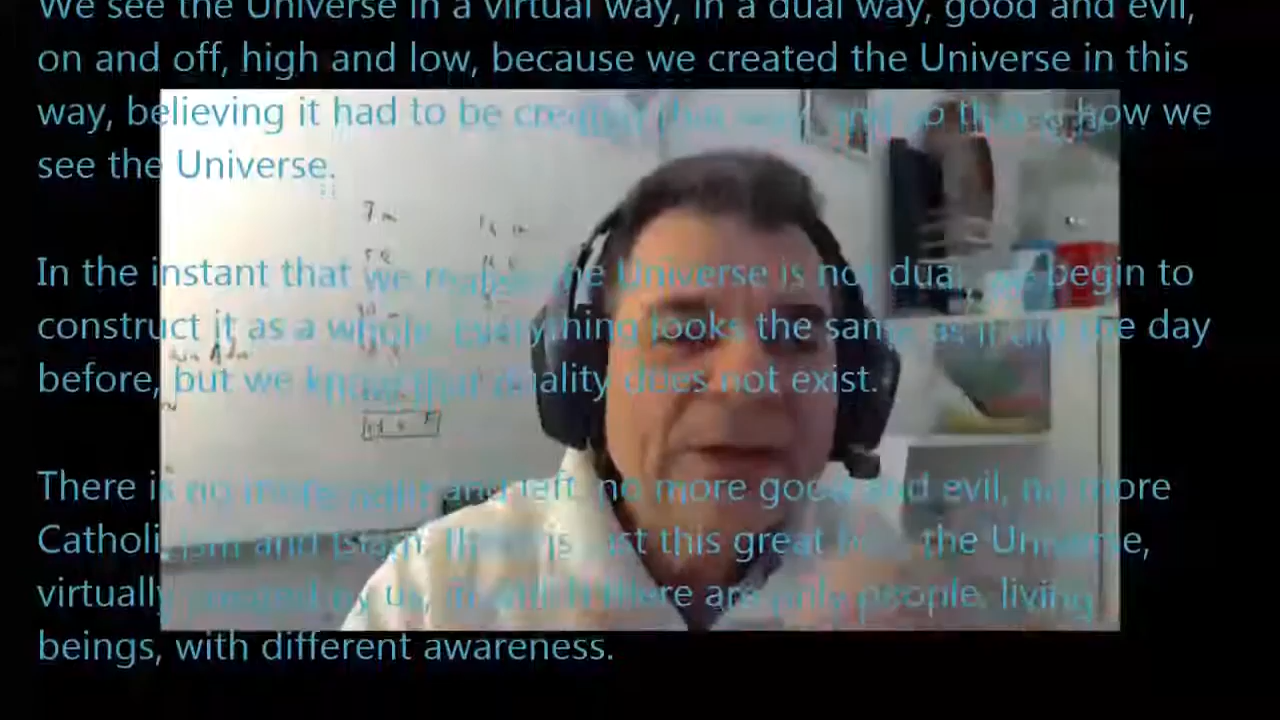 We see the Universe in a virtual way, in a dual way, good and evil,
on and off, high and low, because we created the Universe in this
way, believing it had to be created this way, and so this is how we
see the Universe.
In the instant that we realize the Universe is not dual, we begin to
construct it as a whole. Everything looks the same as it did the day
before, but we know that duality does not exist.
There is no more right and left, no more good and evil, no more
Catholicism and Islam. There is just this great the Universe,
virtually created by us, in which there are only people, living
beings, with different awareness.